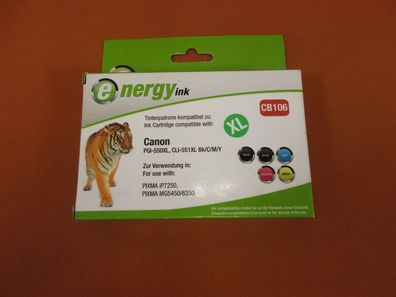 energy ink
Tintenpatrone kompatibel zu:
Ink Cartridge compatible with:
CB106
XL
Canon
PGI-550XL, CLI-551XL Bk/C/M/Y
Zur Verwendung in:
For use with:
PIXMA iP7250,
PIXMA MG5450/6350